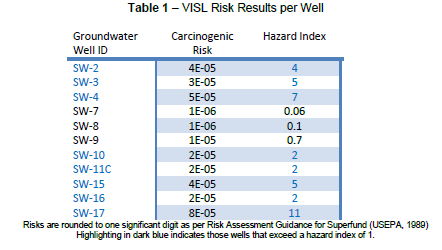 Table 1 – VISL Risk Results per Well
Groundwater Well ID Carcinogenic Risk Hazard Index
SW-2 4E-05 4
SW-3 3E-05 5
SW-4 5E-05 7
SW-7 1E-06 0.06
SW-8 1E-06 0.1
SW-9 1E-05 0.7
SW-10 2E-05 2
SW-11C 2E-05 2
SW-15 4E-05 5
SW-16 2E-05 2
SW-17 8E-05 11
Risks are rounded to one significant digit as per Risk Assessment Guidance for Superfund (USEPA, 1989)
Highlighting in dark blue indicates those wells that exceed a hazard index of 1.